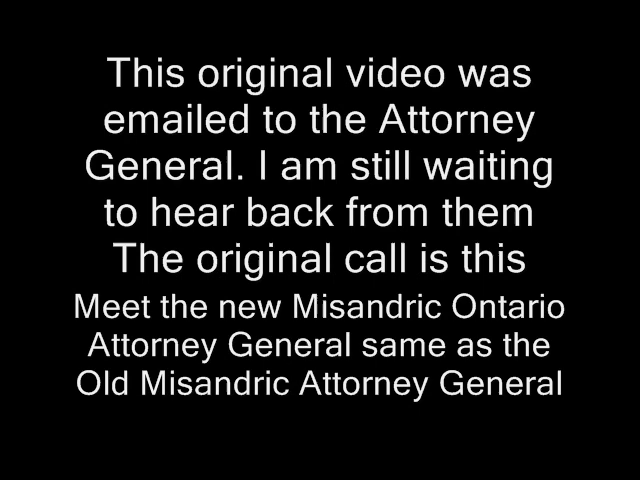 This original video was
emailed to the Attorney
General. I am still waiting
to hear back from them
The original call is this
Meet the new Misandric Ontario
Attorney General same as the
Old Misandric Attorney General